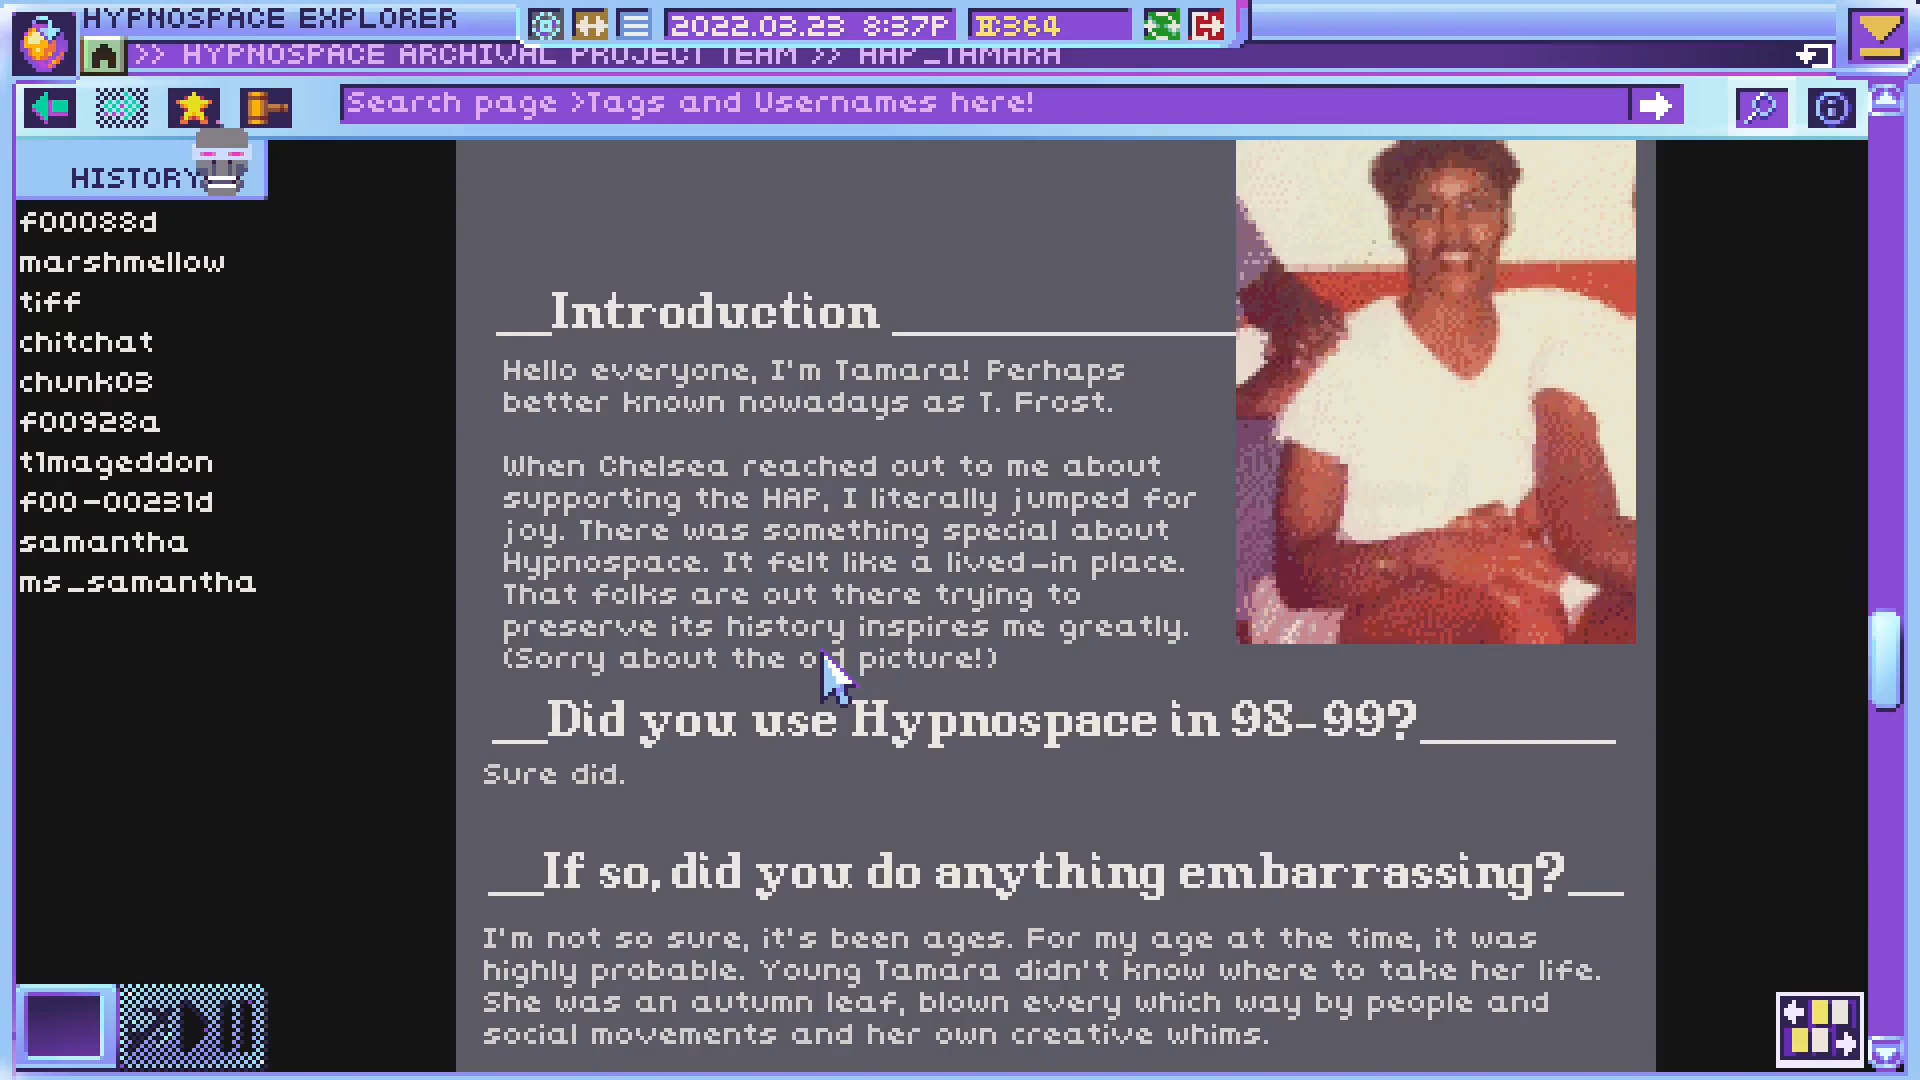 HYPNOSPACE EXPLORER
2022.03.23 8:37P
364
>> HYPNOSPACE ARCHIVAL PROJECT TEAM >> HAP_TAMARA
Search page >Tags and Usernames here!
HISTORY
f00088d
marshmellow
tiff
chitchat
chunk03
f00928a
t1mageddon
f00-00231d
samantha
ms_samantha
__Introduction__________
Hello everyone, I'm Tamara! Perhaps
better known nowadays as T. Frost.
When Chelsea reached out to me about
supporting the HAP, I literally jumped for
joy. There was something special about
Hypnospace. It felt like a lived-in place.
That folks are out there trying to
preserve its history inspires me greatly.
(Sorry about the old picture!)
__Did you use Hypnospace in 98-99?_______
Sure did.
__If so, did you do anything embarrassing?__
I'm not so sure, it's been ages. For my age at the time, it was
highly probable. Young Tamara didn't know where to take her life.
She was an autumn leaf, blown every which way by people and
social movements and her own creative whims.